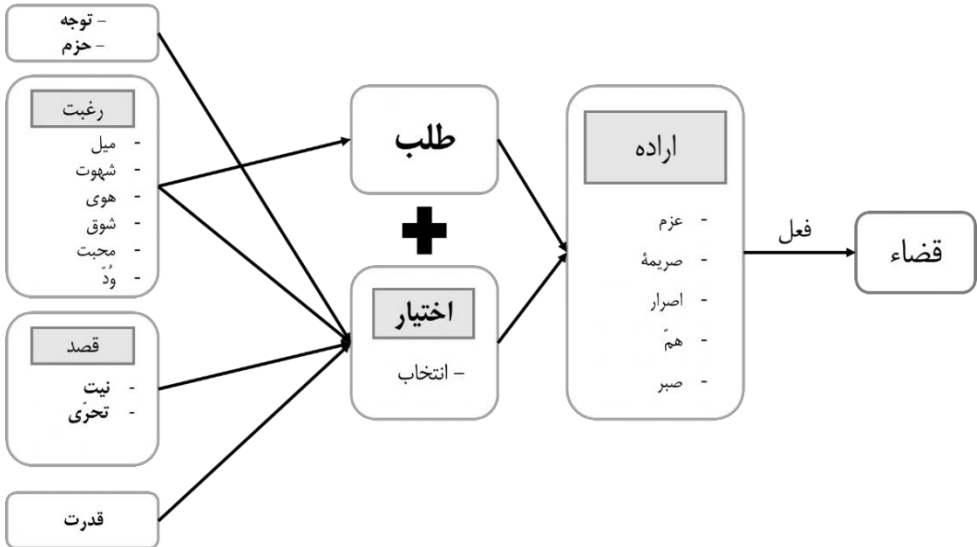 - توجه
- حزم
رغبت
- میل
- شهوت
- هوی
- شوق
- محبت
- وُدّ
قصد
- نیت
- تحرّی
قدرت
طلب
+
اختیار
- انتخاب
اراده
- عزم
- صریمهٔ
- اصرار
- همّ
- صبر
فعل
قضاء